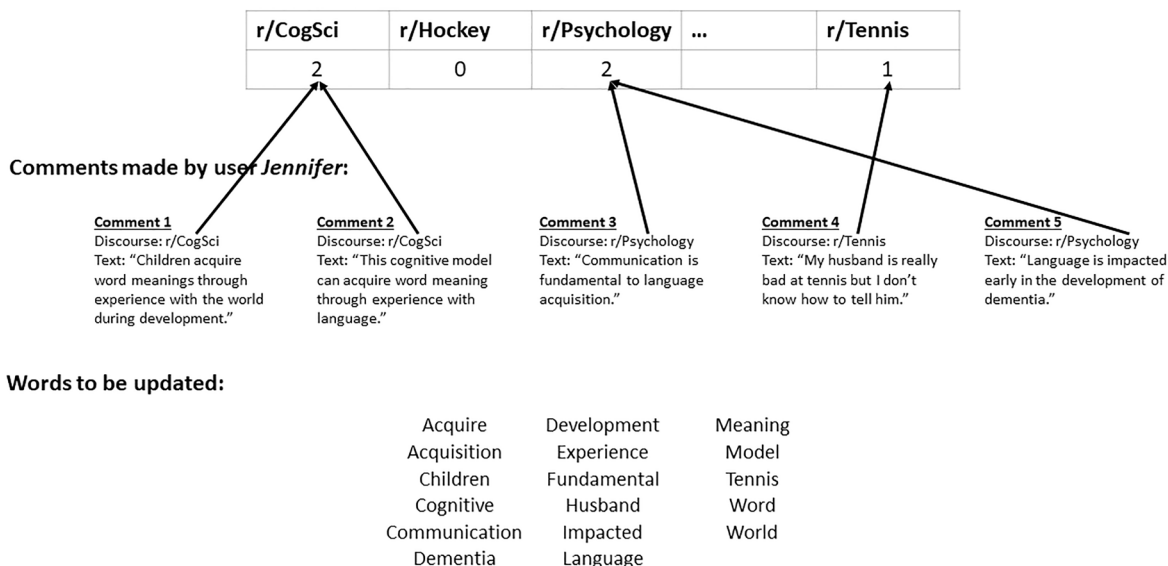 r/CogSci r/Hockey r/Psychology ... r/Tennis
2 0 2 1
Comments made by user Jennifer:
Comment 1
Discourse: r/CogSci
Text: “Children acquire
word meanings through
experience with the world
during development.”
Comment 2
Discourse: r/CogSci
Text: “This cognitive model
can acquire word meaning
through experience with
language.”
Comment 3
Discourse: r/Psychology
Text: “Communication is
fundamental to language
acquisition.”
Comment 4
Discourse: r/Tennis
Text: “My husband is really
bad at tennis but I don’t
know how to tell him.”
Comment 5
Discourse: r/Psychology
Text: “Language is impacted
early in the development of
dementia.”
Words to be updated:
Acquire Development Meaning
Acquisition Experience Model
Children Fundamental Tennis
Cognitive Husband Word
Communication Impacted World
Dementia Language